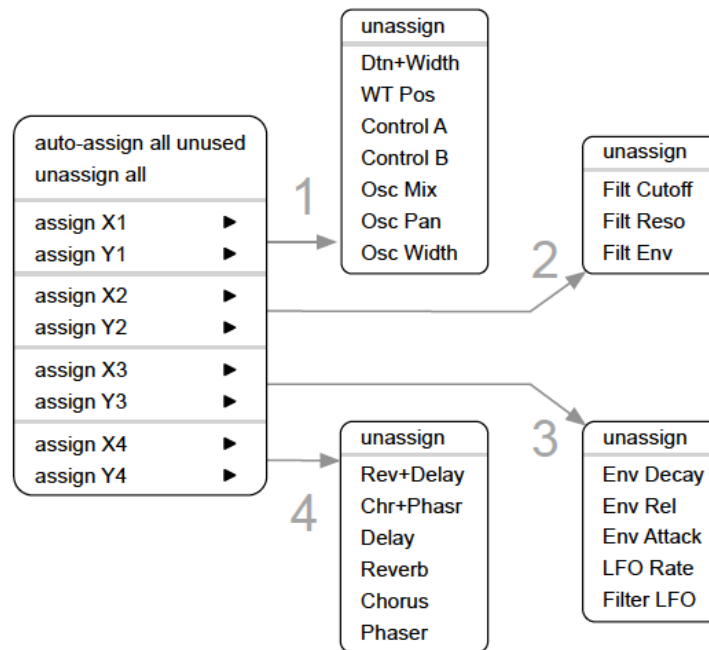 auto-assign all unused
unassign all
assign X1
assign Y1
assign X2
assign Y2
assign X3
assign Y3
assign X4
assign Y4
1
unassign
Dtn+Width
WT Pos
Control A
Control B
Osc Mix
Osc Pan
Osc Width
2
unassign
Filt Cutoff
Filt Reso
Filt Env
3
unassign
Env Decay
Env Rel
Env Attack
LFO Rate
Filter LFO
4
unassign
Rev+Delay
Chr+Phasr
Delay
Reverb
Chorus
Phaser